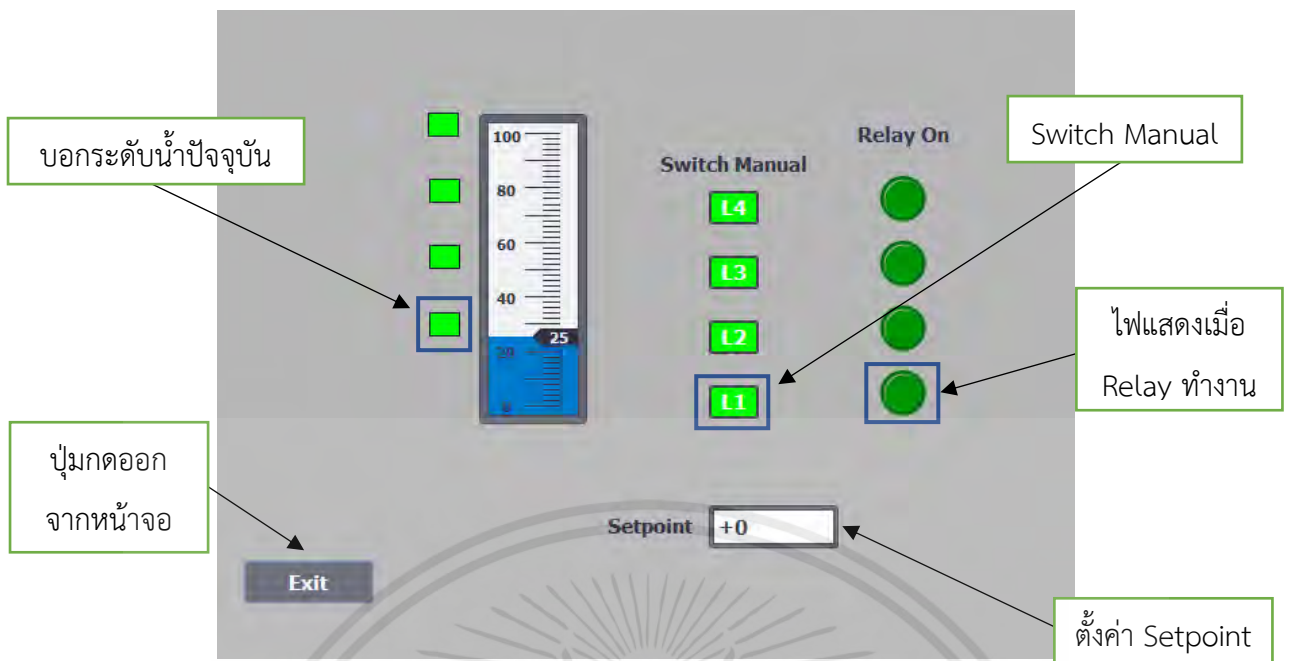 บอกระดับน้ำปัจจุบัน
100
80
60
40
25
20
0
Switch Manual
L4
L3
L2
L1
Relay On
Switch Manual
ไฟแสดงเมื่อ
Relay ทำงาน
ปุ่มกดออก
จากหน้าจอ
Setpoint +0
Exit
ตั้งค่า Setpoint